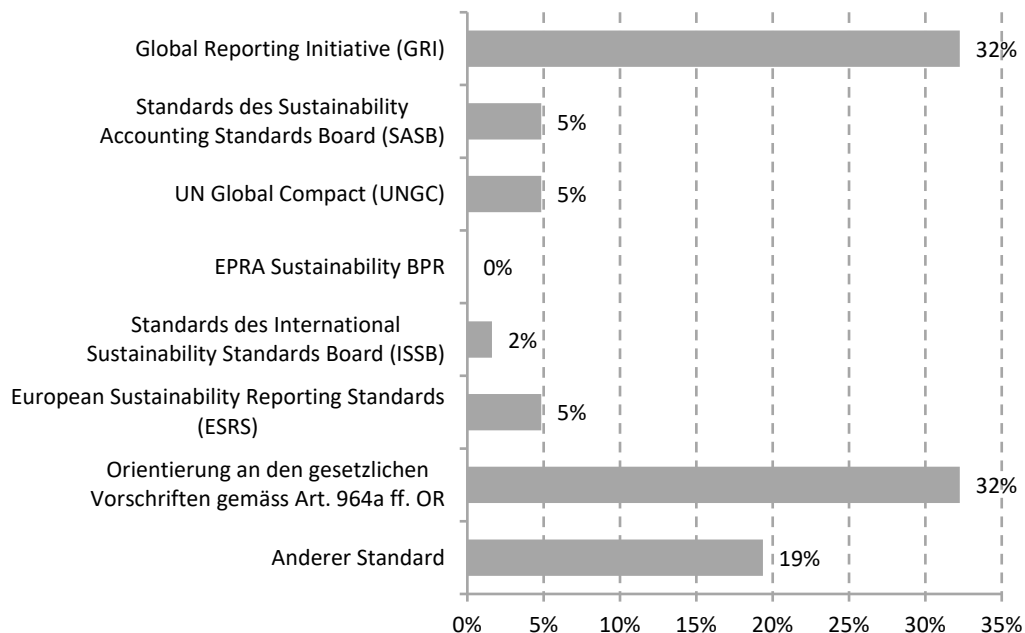 Global Reporting Initiative (GRI)
32%
Standards des Sustainability
Accounting Standards Board (SASB)
5%
UN Global Compact (UNGC)
5%
EPRA Sustainability BPR
0%
Standards des International
Sustainability Standards Board (ISSB)
2%
European Sustainability Reporting Standards
(ESRS)
5%
Orientierung an den gesetzlichen
Vorschriften gemäss Art. 964a ff. OR
32%
Anderer Standard
19%
0% 5% 10% 15% 20% 25% 30% 35%